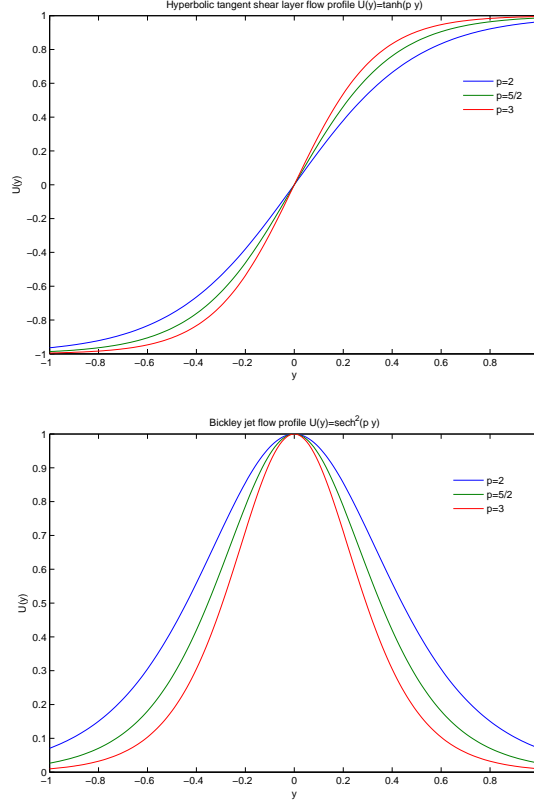 Hyperbolic tangent shear layer flow profile U(y)=tanh(p y)
1
0.8
0.6
0.4
0.2
0
−0.2
−0.4
−0.6
−0.8
−1
U(y)
p=2
p=5/2
p=3
−1 −0.8 −0.6 −0.4 −0.2 0 0.2 0.4 0.6 0.8 1
y
Bickley jet flow profile U(y)=sech²(p y)
1
0.9
0.8
0.7
0.6
0.5
0.4
0.3
0.2
0.1
0
U(y)
p=2
p=5/2
p=3
−1 −0.8 −0.6 −0.4 −0.2 0 0.2 0.4 0.6 0.8 1
y